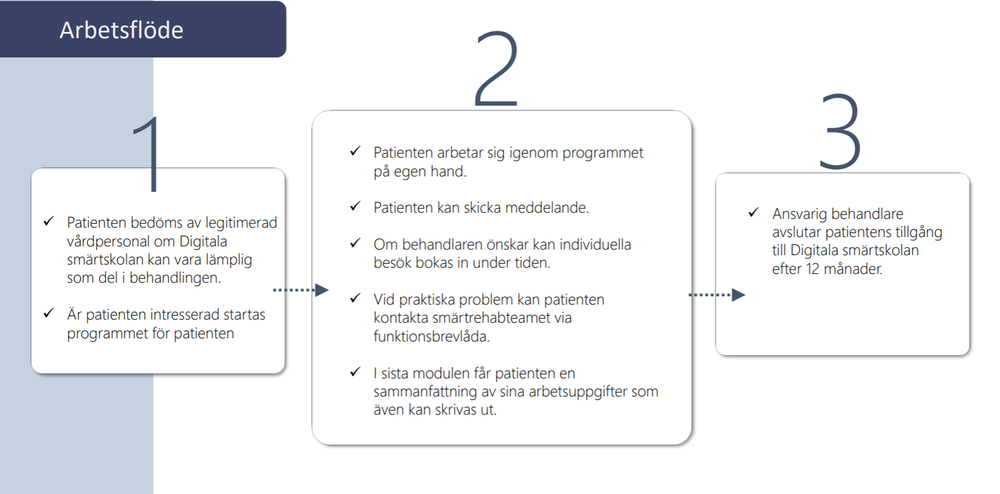 Arbetsflöde
1
Patienten bedöms av legitimerad
vårdpersonal om Digitala
smärtskolan kan vara lämplig
som del i behandlingen.
Är patienten intresserad startas
programmet för patienten
2
Patienten arbetar sig igenom programmet
på egen hand.
Patienten kan skicka meddelande.
Om behandlaren önskar kan individuella
besök bokas in under tiden.
Vid praktiska problem kan patienten
kontakta smärtrehabteamet via
funktionsbrevlåda.
I sista modulen får patienten en
sammanfattning av sina arbetsuppgifter som
även kan skrivas ut.
3
Ansvarig behandlare
avslutar patientens tillgång
till Digitala smärtskolan
efter 12 månader.